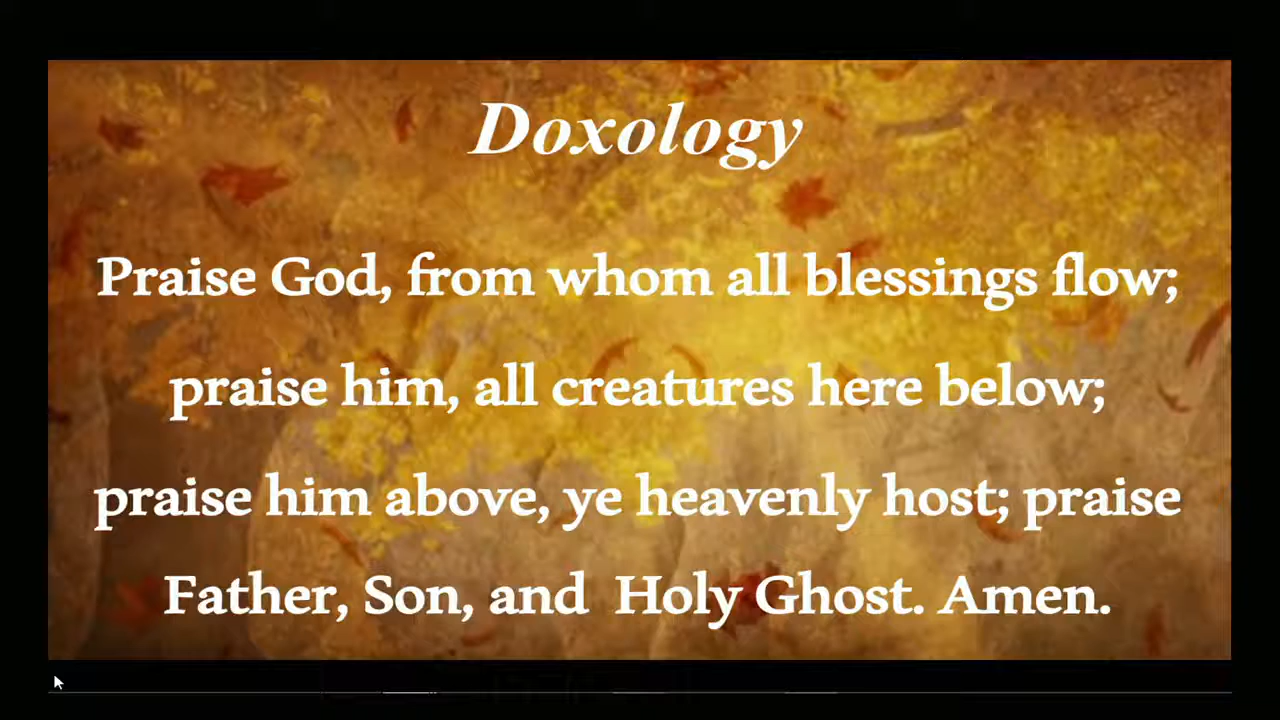 Doxology
Praise God, from whom all blessings flow;
praise him, all creatures here below;
praise him above, ye heavenly host; praise
Father, Son, and Holy Ghost. Amen.